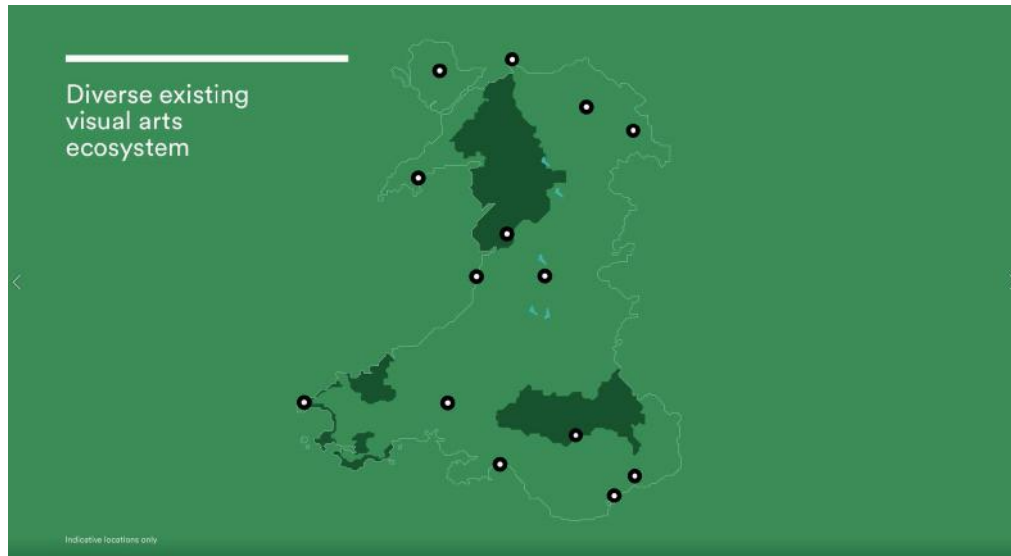 Diverse existing
visual arts
ecosystem
Indicative locations only